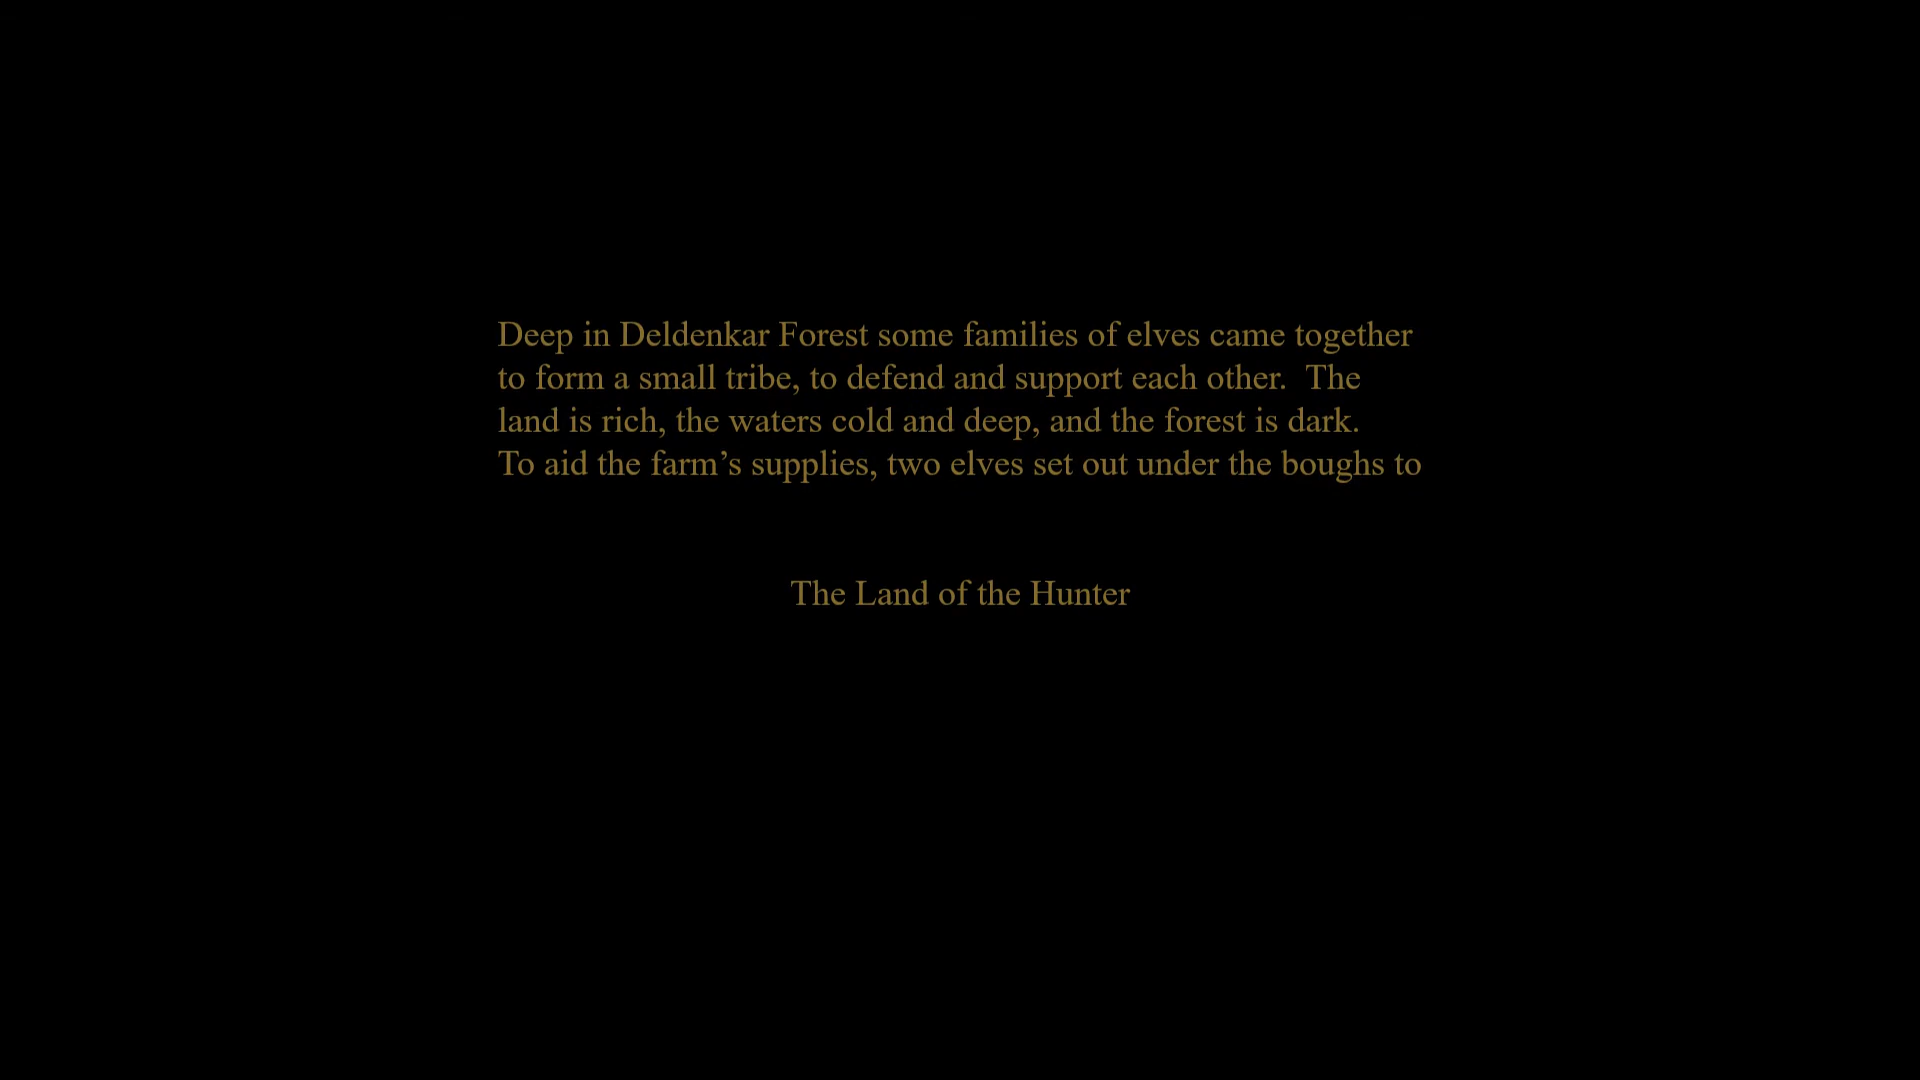 Deep in Deldenkar Forest some families of elves came together
to form a small tribe, to defend and support each other.  The
land is rich, the waters cold and deep, and the forest is dark.
To aid the farm’s supplies, two elves set out under the boughs to
The Land of the Hunter